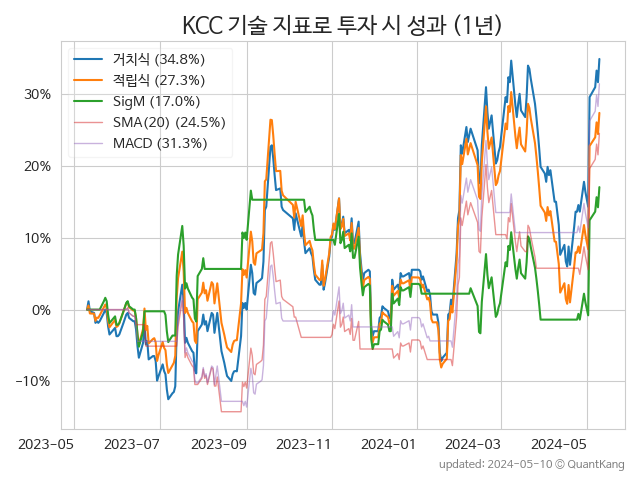 KCC 기술 지표로 투자 시 성과 (1년)
거치식 (34.8%)
적립식 (27.3%)
SigM (17.0%)
SMA(20) (24.5%)
MACD (31.3%)
30%
20%
10%
0%
−10%
2023-05
2023-07
2023-09
2023-11
2024-01
2024-03
2024-05
updated: 2024-05-10 © QuantKang